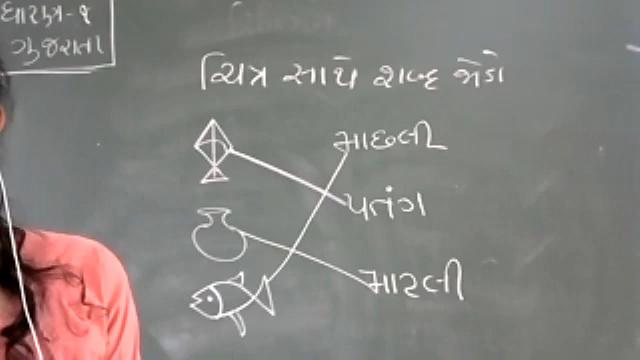 ધોરણ-૧
ગુજરાતી
ચિત્ર સાથે શબ્દ જોડો
માછલી
પતંગ
માટલી